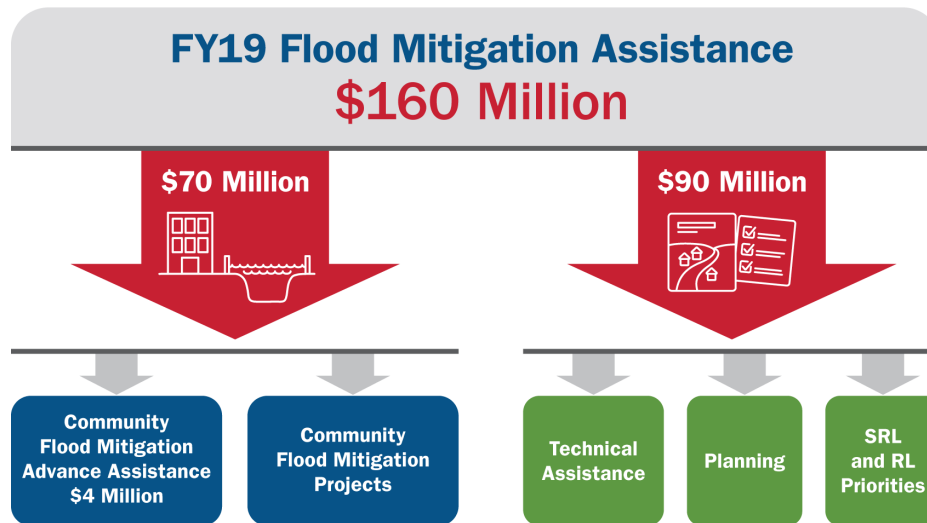 FY19 Flood Mitigation Assistance
$160 Million
$70 Million
$90 Million
Community
Flood Mitigation
Advance Assistance
$4 Million
Community
Flood Mitigation
Projects
Technical
Assistance
Planning
SRL
and RL
Priorities